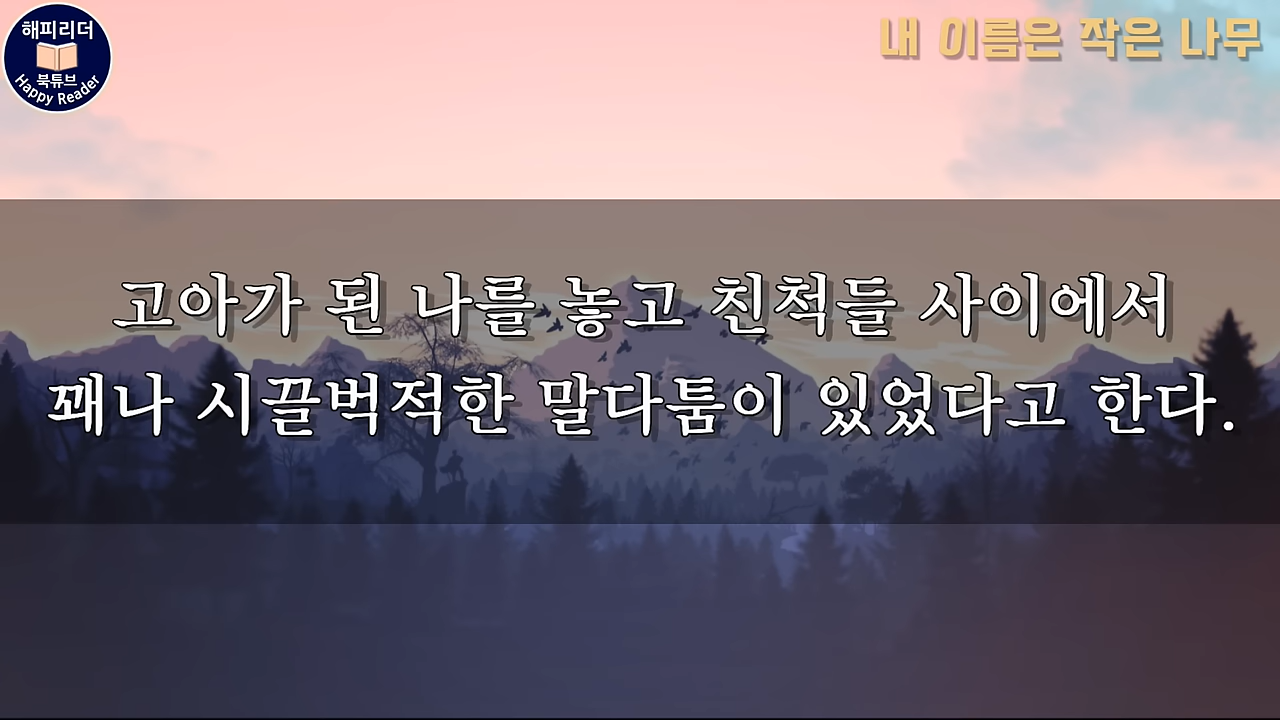 해피리더
북튜브
Happy Reader
내 이름은 작은 나무
고아가 된 나를 놓고 친척들 사이에서
꽤나 시끌벅적한 말다툼이 있었다고 한다.